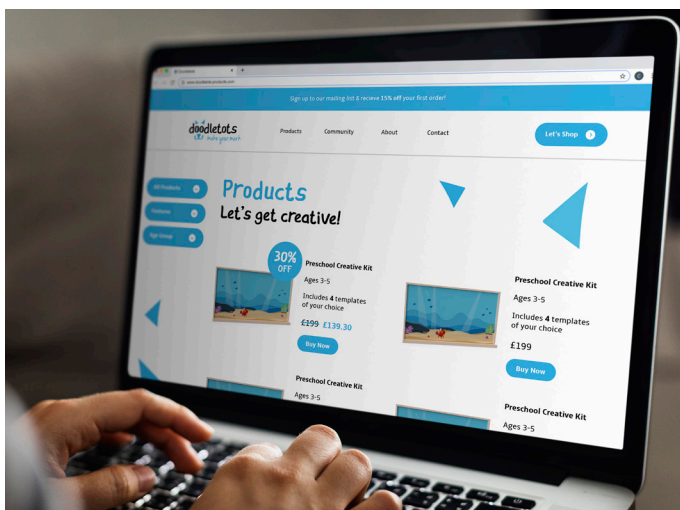 Doodletots
Sign up to our mailing list & recieve 15% off your first order!
doodletots
make your mark
Products
Community
About
Contact
Let's Shop
All Products
Features
Age Group
Products
Let's get creative!
30%
OFF
Preschool Creative Kit
Ages 3-5
Includes 4 templates
of your choice
£199 £139.30
Buy Now
Preschool Creative Kit
Ages 3-5
Includes 4 templates
of your choice
£199
Buy Now
Preschool Creative Kit
Ages 3-5
Preschool Creative Kit
Ages 3-5